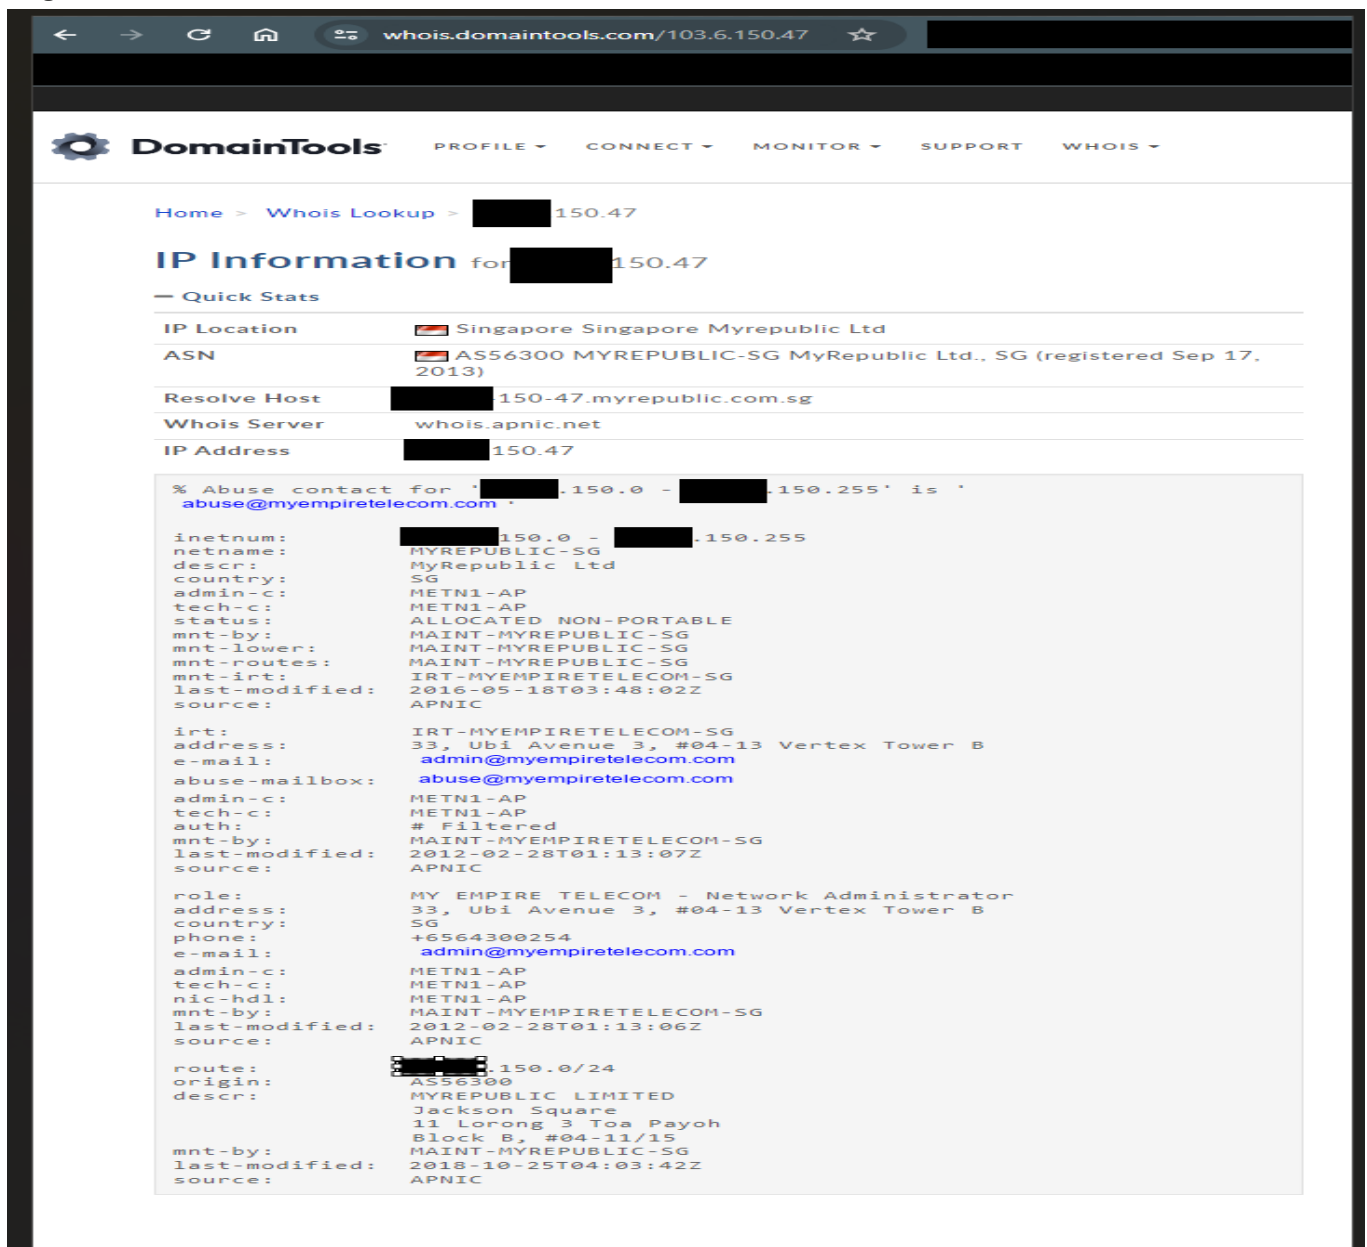 whois.domaintools.com/103.6.150.47
DomainTools PROFILE CONNECT MONITOR SUPPORT WHOIS
Home > Whois Lookup > 150.47
IP Information for 150.47
— Quick Stats
IP Location Singapore Singapore Myrepublic Ltd
ASN AS56300 MYREPUBLIC-SG MyRepublic Ltd., SG (registered Sep 17,
2013)
Resolve Host 150-47.myrepublic.com.sg
Whois Server whois.apnic.net
IP Address 150.47
% Abuse contact for ' .150.0 - .150.255' is '
abuse@myempiretelecom.com '
inetnum: 150.0 - .150.255
netname: MYREPUBLIC-SG
descr: MyRepublic Ltd
country: SG
admin-c: METN1-AP
tech-c: METN1-AP
status: ALLOCATED NON-PORTABLE
mnt-by: MAINT-MYREPUBLIC-SG
mnt-lower: MAINT-MYREPUBLIC-SG
mnt-routes: MAINT-MYREPUBLIC-SG
mnt-irt: IRT-MYEMPIRETELECOM-SG
last-modified: 2016-05-18T03:48:02Z
source: APNIC
irt: IRT-MYEMPIRETELECOM-SG
address: 33, Ubi Avenue 3, #04-13 Vertex Tower B
e-mail: admin@myempiretelecom.com
abuse-mailbox: abuse@myempiretelecom.com
admin-c: METN1-AP
tech-c: METN1-AP
auth: # Filtered
mnt-by: MAINT-MYEMPIRETELECOM-SG
last-modified: 2012-02-28T01:13:07Z
source: APNIC
role: MY EMPIRE TELECOM - Network Administrator
address: 33, Ubi Avenue 3, #04-13 Vertex Tower B
country: SG
phone: +6564300254
e-mail: admin@myempiretelecom.com
admin-c: METN1-AP
tech-c: METN1-AP
nic-hdl: METN1-AP
mnt-by: MAINT-MYEMPIRETELECOM-SG
last-modified: 2012-02-28T01:13:06Z
source: APNIC
route: .150.0/24
origin: AS56300
descr: MYREPUBLIC LIMITED
Jackson Square
11 Lorong 3 Toa Payoh
Block B, #04-11/15
mnt-by: MAINT-MYREPUBLIC-SG
last-modified: 2018-10-25T04:03:42Z
source: APNIC